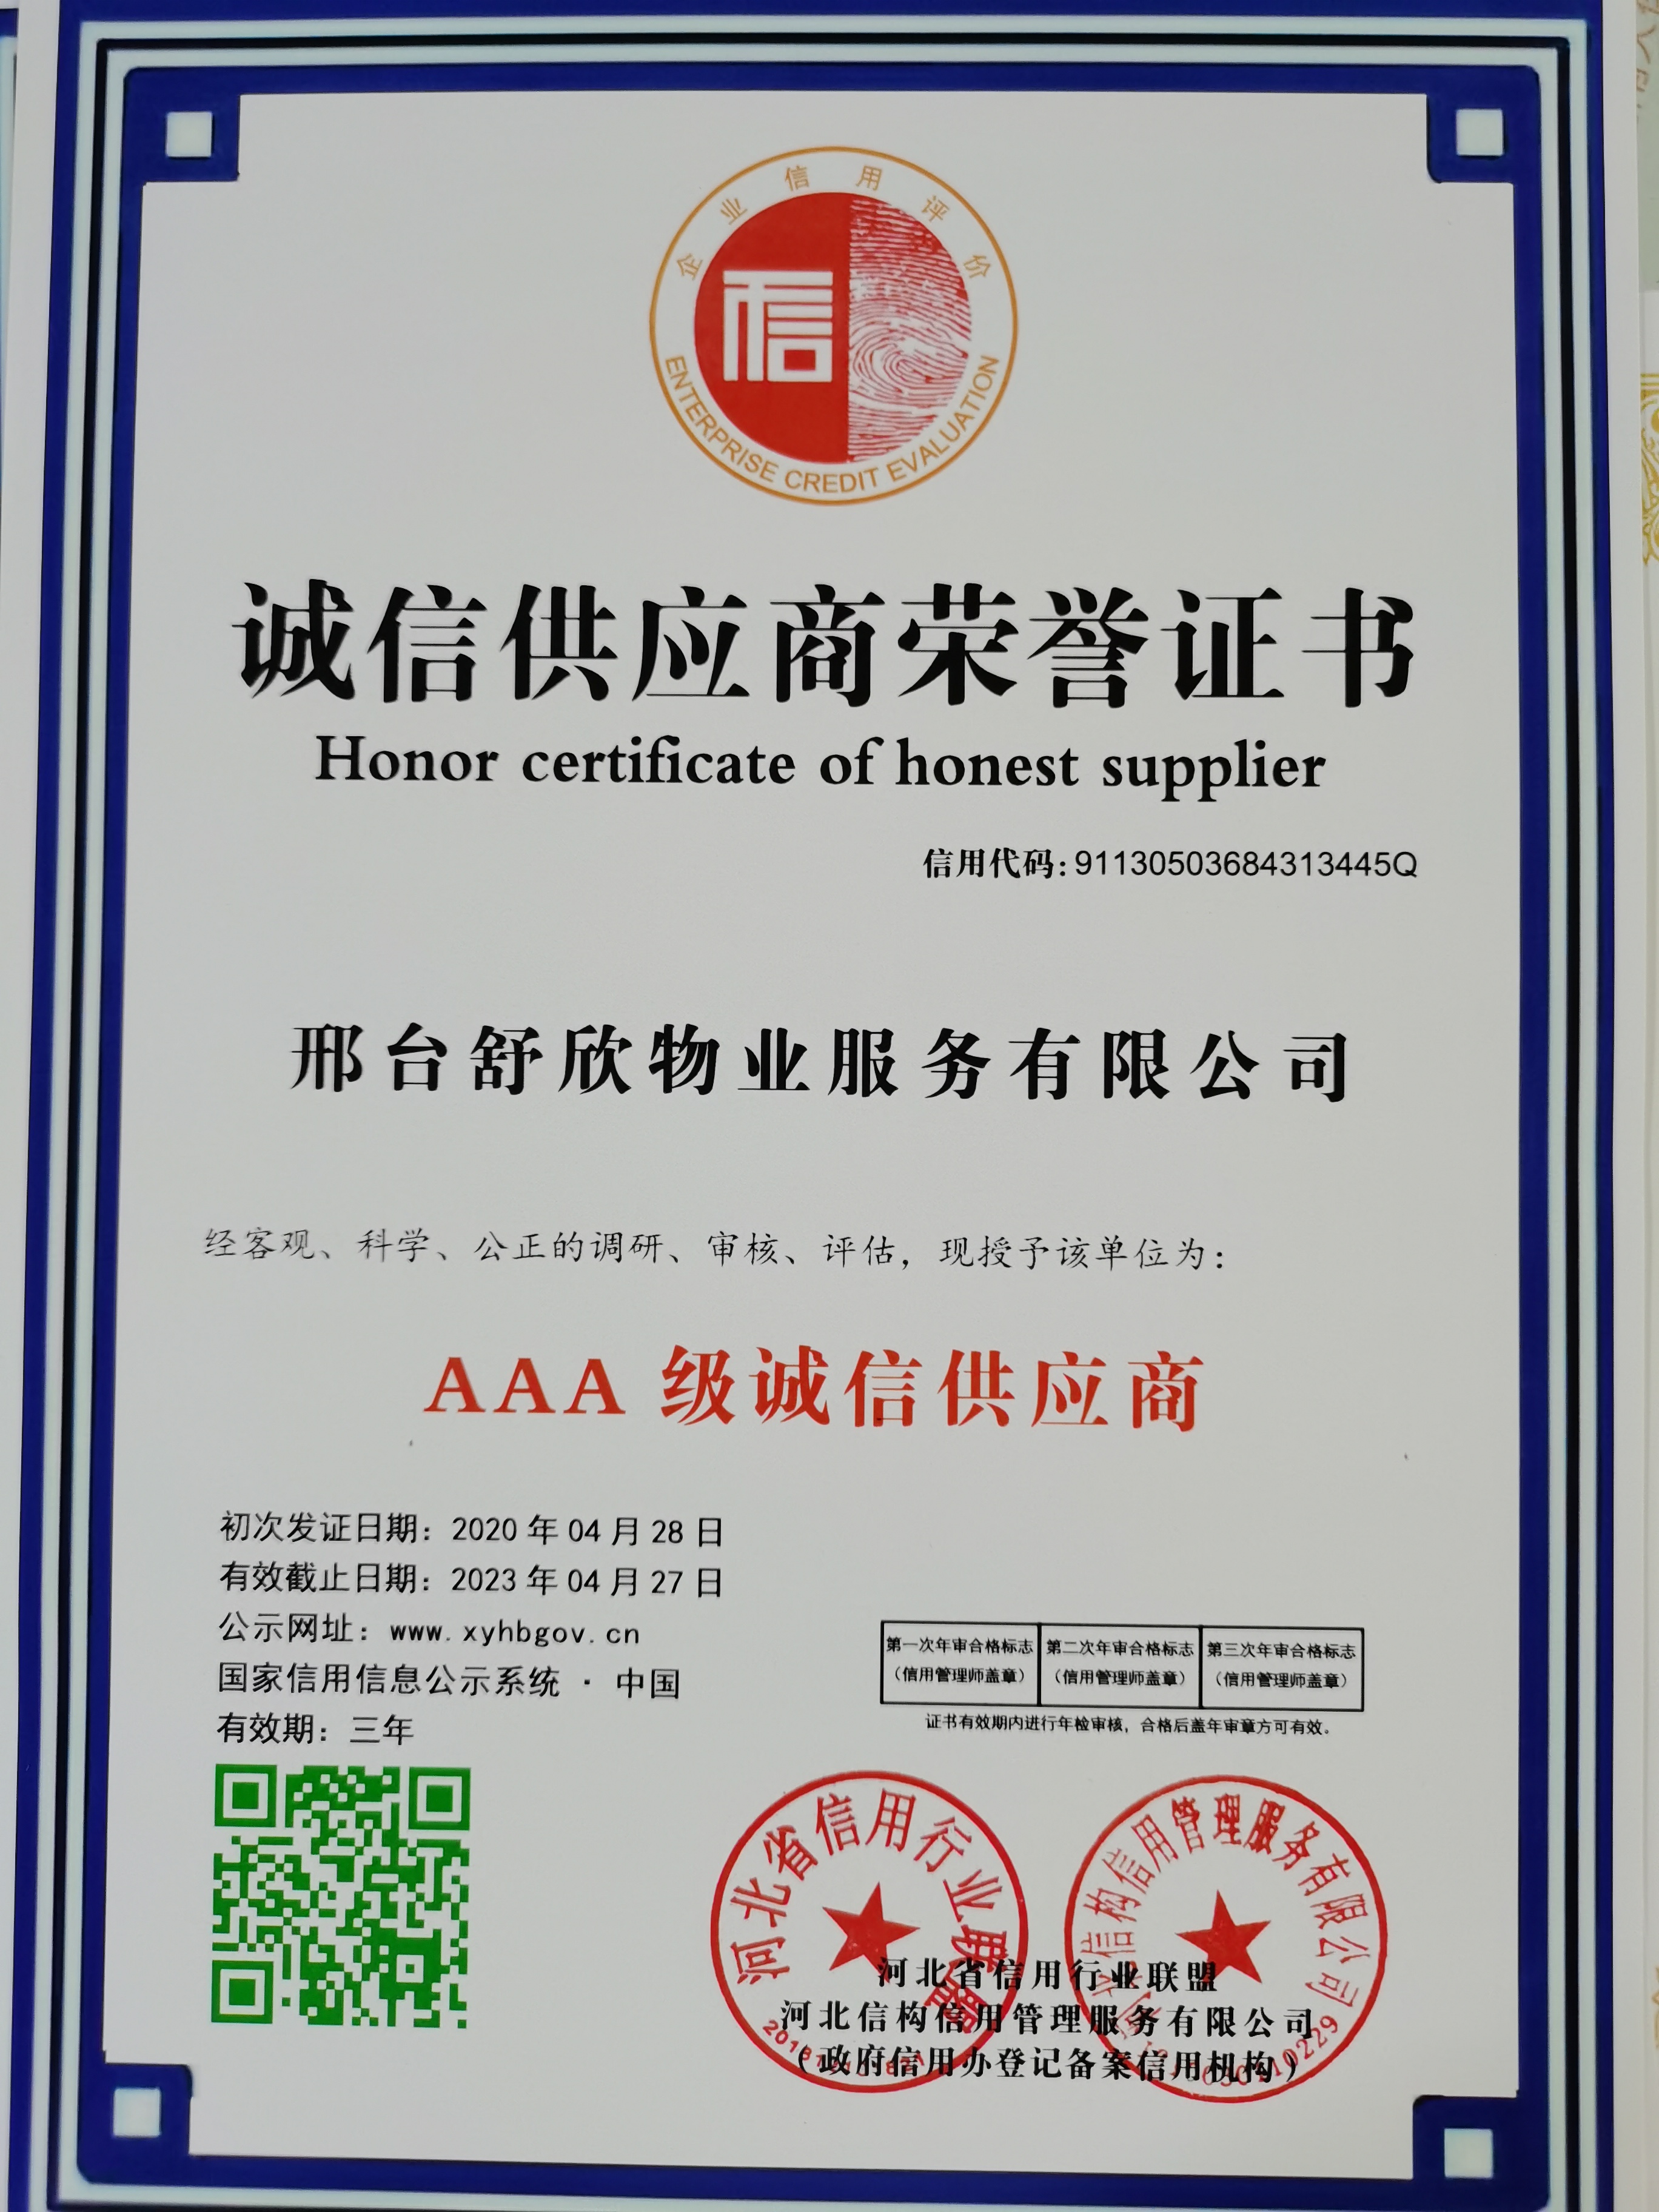 企业信用评价
信
ENTERPRISE CREDIT EVALUATION
诚信供应商荣誉证书
Honor certificate of honest supplier
信用代码:91130503684313445Q
邢台舒欣物业服务有限公司
经客观、科学、公正的调研、审核、评估，现授予该单位为：
AAA 级诚信供应商
初次发证日期：2020 年 04 月 28 日
有效截止日期：2023 年 04 月 27 日
公示网址：www.xyhbgov.cn
国家信用信息公示系统 · 中国
有效期：三年
第一次年审合格标志 第二次年审合格标志 第三次年审合格标志
（信用管理师盖章） （信用管理师盖章） （信用管理师盖章）
证书有效期内进行年检审核，合格后盖年审章方可有效。
河北省信用行业联盟
河北信构信用管理服务有限公司
河北省信用行业联盟
河北信构信用管理服务有限公司
（政府信用办登记备案信用机构）